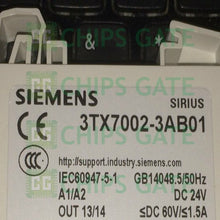 CHIPS GATE
& *
SIEMENS
SIRIUS
CE 3TX7002-3AB01
CCC http://support.industry.siemens.com
IEC60947-5-1 GB14048.5/50Hz
A1/A2 DC 24V
OUT 13/14 ≤DC 60V/≤1.5A